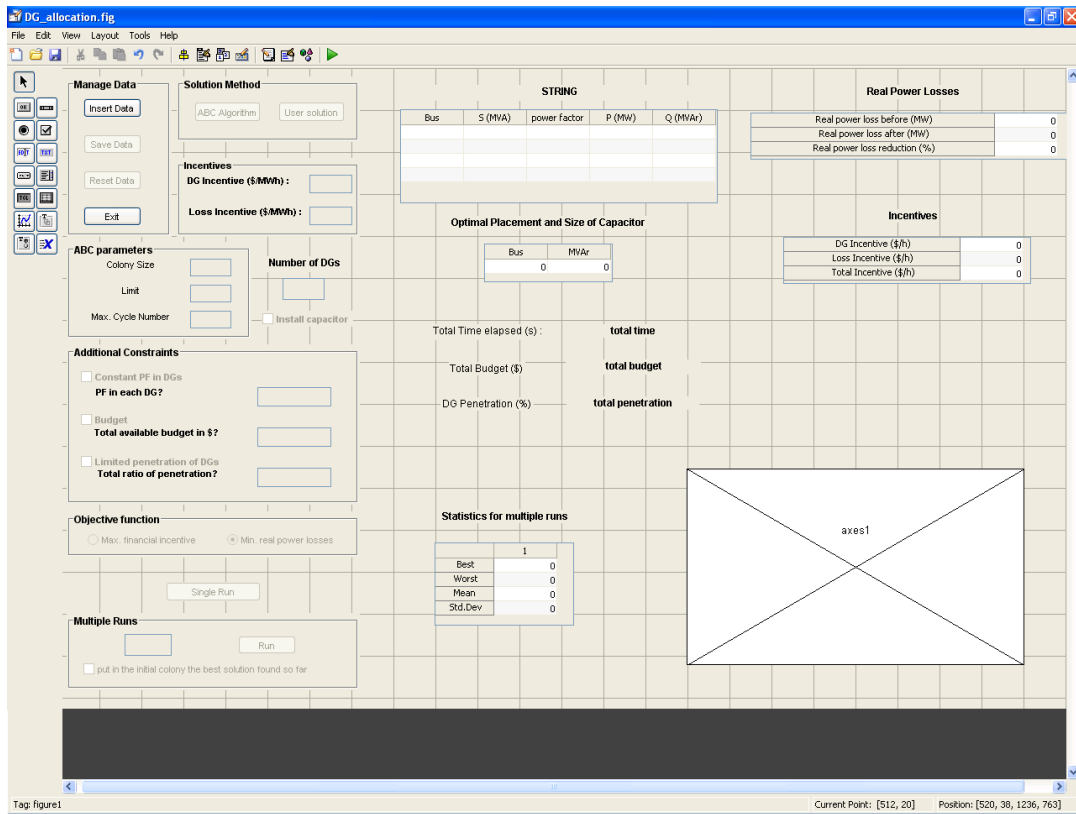 DG_allocation.fig
File Edit View Layout Tools Help
Manage Data
Insert Data
Save Data
Reset Data
Exit
Solution Method
ABC Algorithm User solution
Incentives
DG Incentive ($/MWh) :
Loss Incentive ($/MWh) :
ABC parameters
Colony Size
Limit
Max. Cycle Number
Number of DGs
Install capacitor
Additional Constraints
Constant PF in DGs
PF in each DG?
Budget
Total available budget in $?
Limited penetration of DGs
Total ratio of penetration?
Objective function
Max. financial incentive Min. real power losses
Single Run
Multiple Runs
Run
put in the initial colony the best solution found so far
STRING
Bus S (MVA) power factor P (MW) Q (MVAr)
Optimal Placement and Size of Capacitor
Bus MVAr
0 0
Total Time elapsed (s) : total time
Total Budget ($) total budget
DG Penetration (%) total penetration
Statistics for multiple runs
1
Best 0
Worst 0
Mean 0
Std.Dev 0
Real Power Losses
Real power loss before (MW) 0
Real power loss after (MW) 0
Real power loss reduction (%) 0
Incentives
DG Incentive ($/h) 0
Loss Incentive ($/h) 0
Total Incentive ($/h) 0
axes1
Tag: figure1 Current Point: [512, 20] Position: [520, 38, 1236, 763]